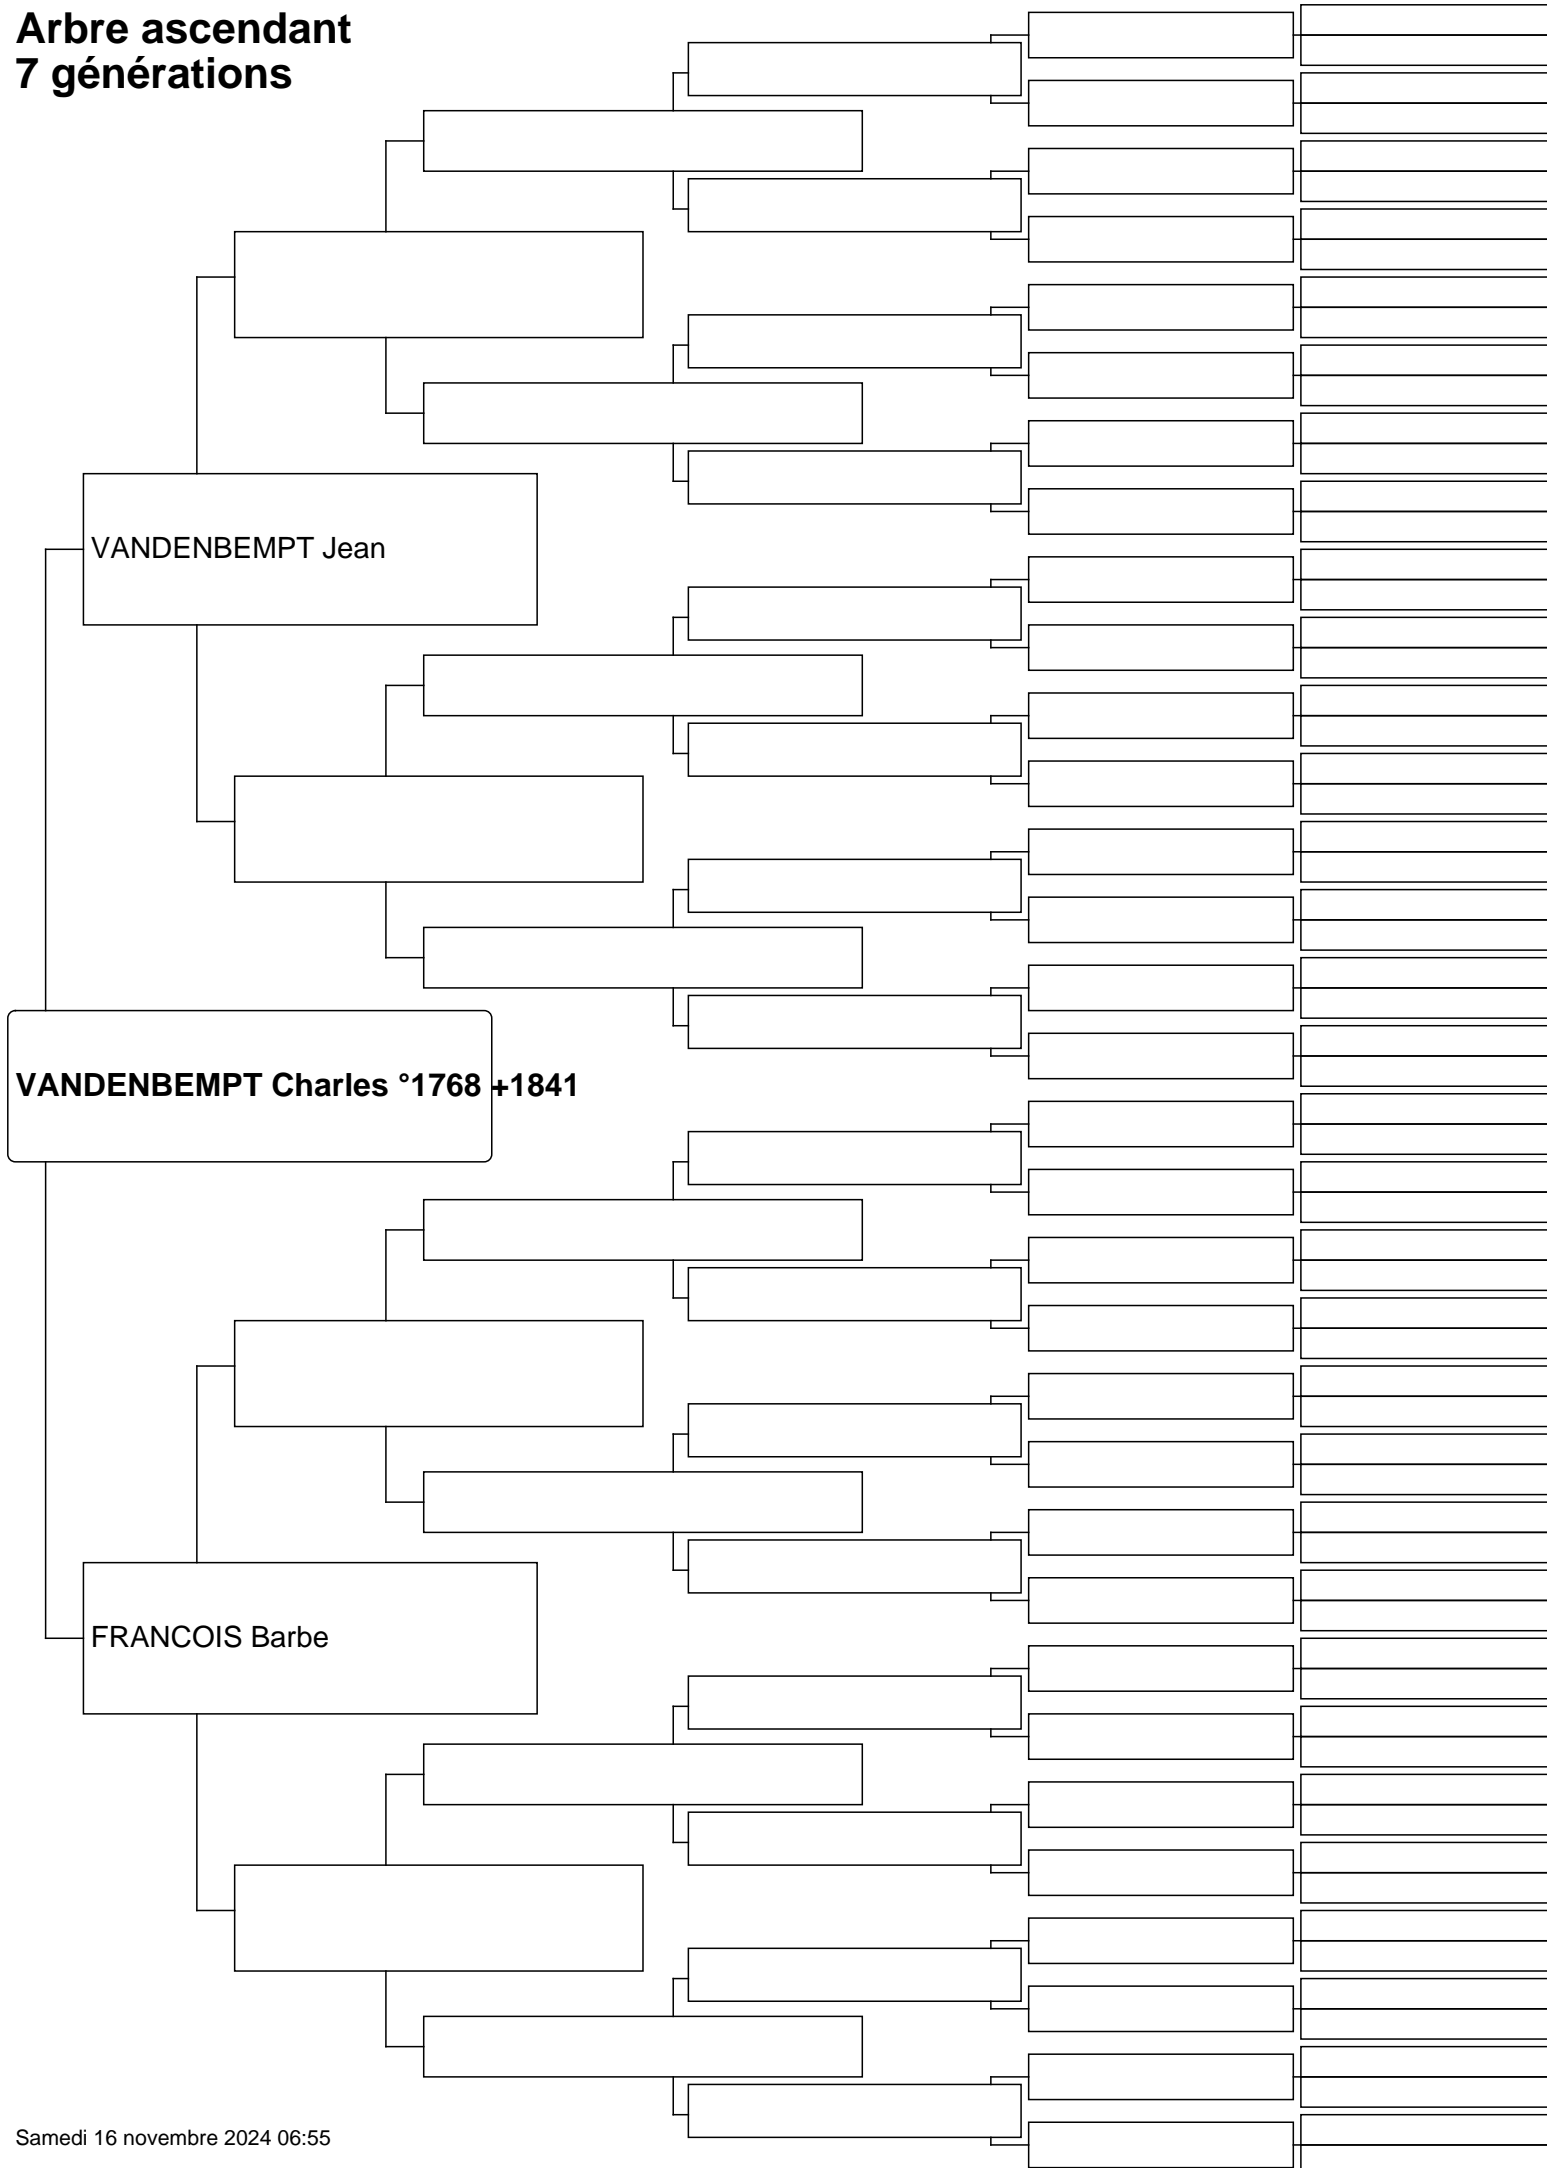 Arbre ascendant
7 générations
VANDENBEMPT Jean
VANDENBEMPT Charles °1768 +1841
FRANCOIS Barbe
Samedi 16 novembre 2024 06:55